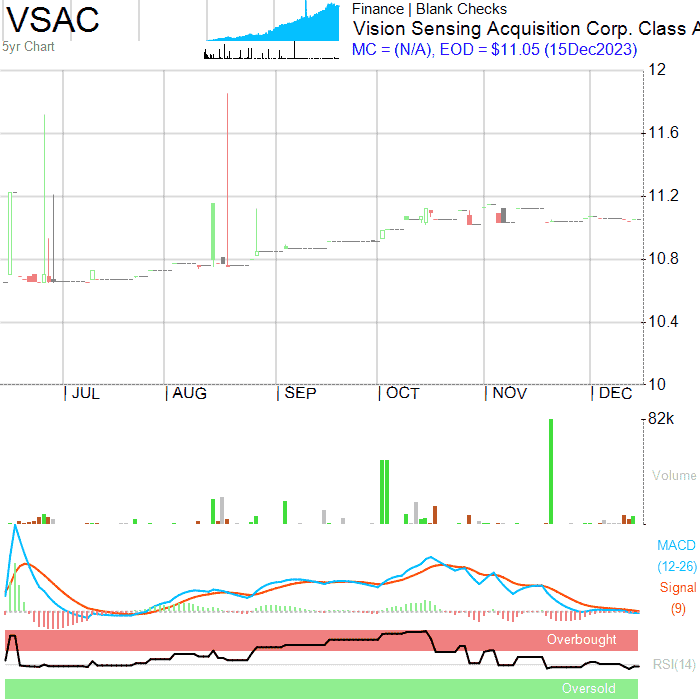 VSAC
5yr Chart
Finance | Blank Checks
Vision Sensing Acquisition Corp. Class A
MC = (N/A), EOD = $11.05 (15Dec2023)
12
11.6
11.2
10.8
10.4
10
JUL
AUG
SEP
OCT
NOV
DEC
82k
Volume
MACD
(12-26)
Signal
(9)
Overbought
RSI(14)
Oversold